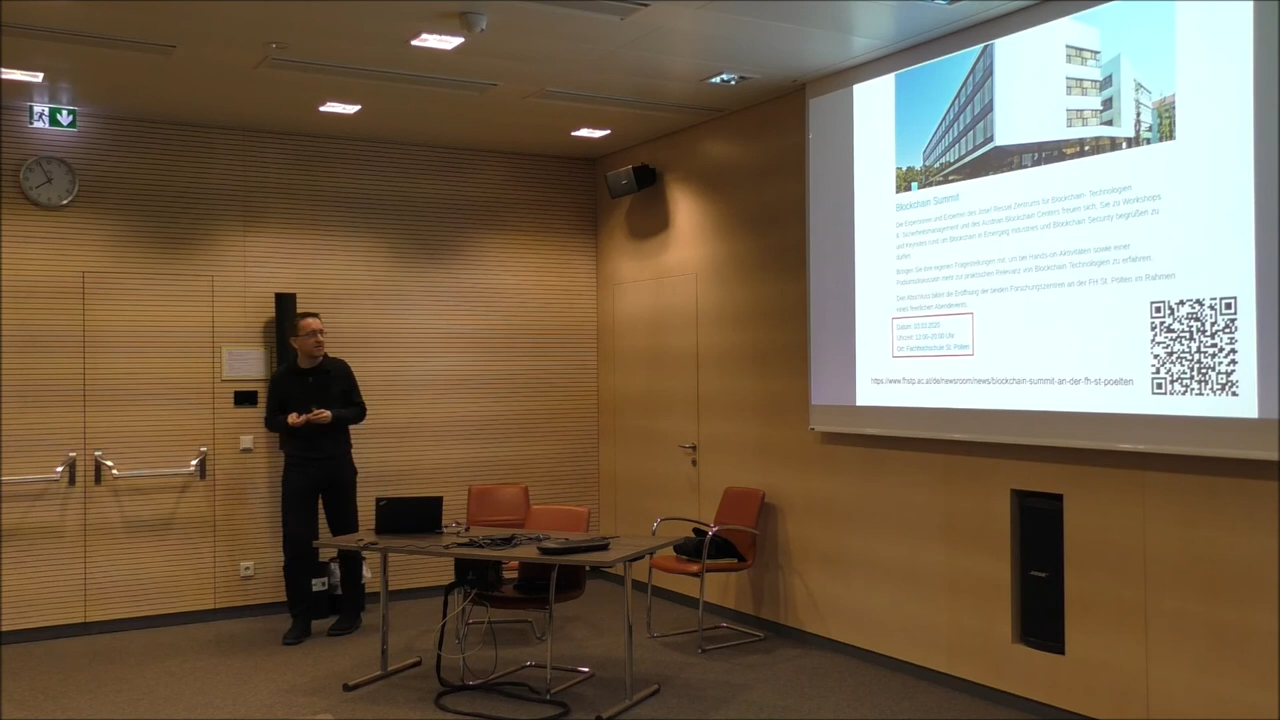 Blockchain Summit
Die Expertinnen und Experten des Josef Ressel Zentrums für Blockchain- Technologien
& Sicherheitsmanagement und des Austrian Blockchain Centers freuen sich, Sie zu Workshops
und Keynotes rund um Blockchain in Emerging Industries und Blockchain Security begrüßen zu
dürfen.
Bringen Sie Ihre eigenen Fragestellungen mit, um bei Hands-on-Aktivitäten sowie einer
Podiumsdiskussion mehr zur praktischen Relevanz von Blockchain Technologien zu erfahren.
Den Abschluss bildet die Eröffnung der beiden Forschungszentren an der FH St. Pölten im Rahmen
eines feierlichen Abendevents.
Datum: 03.03.2020
Uhrzeit: 13:00–20:00 Uhr
Ort: Fachhochschule St. Pölten
https://www.fhstp.ac.at/de/newsroom/news/blockchain-summit-an-der-fh-st-poelten
BOSE